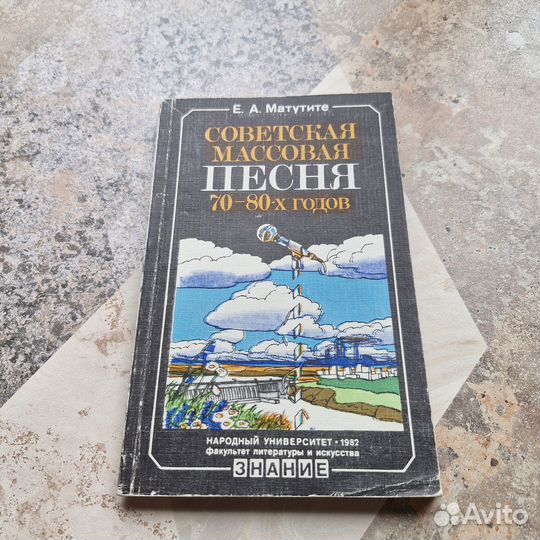 Е. А. Матутите
СОВЕТСКАЯ
МАССОВАЯ
ПЕСНЯ
70–80-х ГОДОВ
НАРОДНЫЙ УНИВЕРСИТЕТ • 1982
факультет литературы и искусства
ЗНАНИЕ
Avito